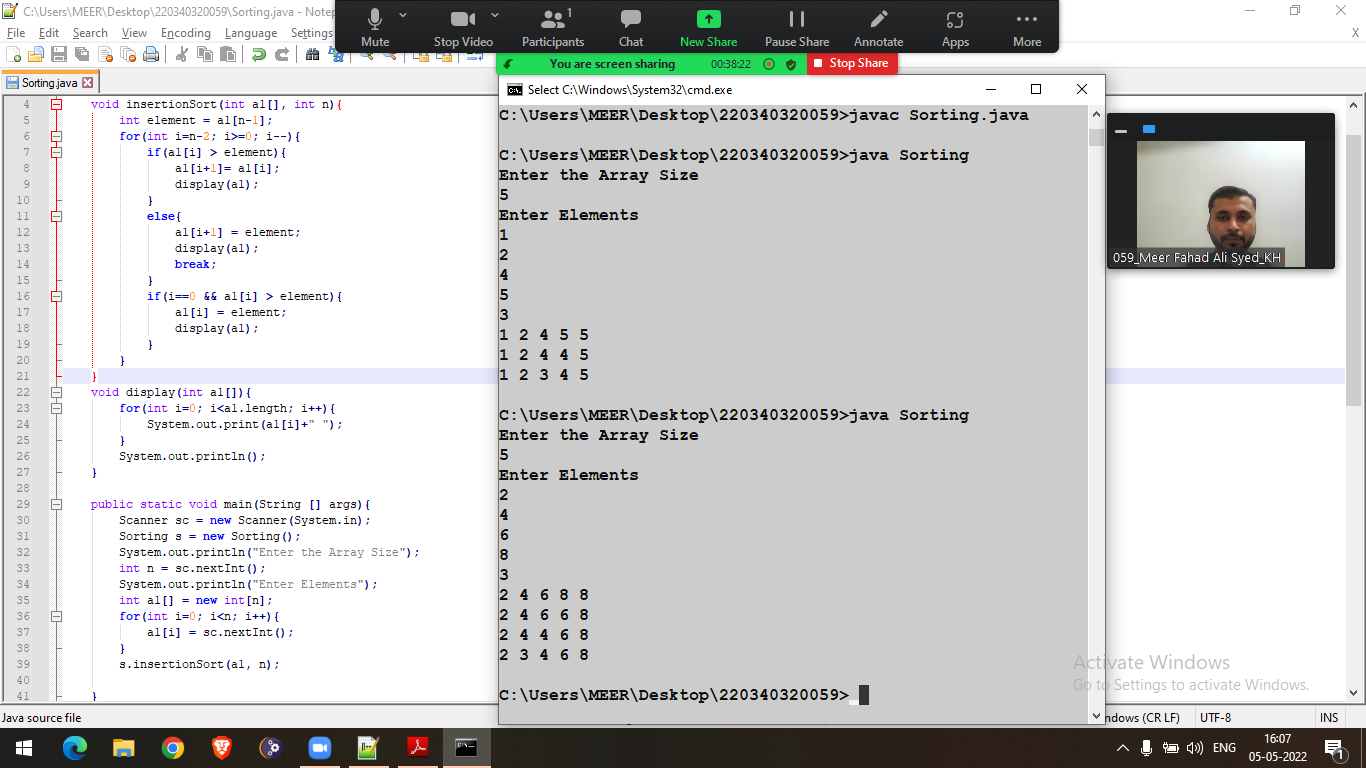 C:\Users\MEER\Desktop\220340320059\Sorting.java - Notep
File Edit Search View Encoding Language Settings
X
Mute
Stop Video
1
Participants
Chat
New Share
Pause Share
Annotate
Apps
More
You are screen sharing 00:38:22 Stop Share
Sorting.java
4 void insertionSort(int al[], int n){
5 int element = al[n-1];
6 for(int i=n-2; i>=0; i--){
7 if(al[i] > element){
8 al[i+1]= al[i];
9 display(al);
10 }
11 else{
12 al[i+1] = element;
13 display(al);
14 break;
15 }
16 if(i==0 && al[i] > element){
17 al[i] = element;
18 display(al);
19 }
20 }
21 }
22 void display(int al[]){
23 for(int i=0; i<al.length; i++){
24 System.out.print(al[i]+" ");
25 }
26 System.out.println();
27 }
28
29 public static void main(String [] args){
30 Scanner sc = new Scanner(System.in);
31 Sorting s = new Sorting();
32 System.out.println("Enter the Array Size");
33 int n = sc.nextInt();
34 System.out.println("Enter Elements");
35 int al[] = new int[n];
36 for(int i=0; i<n; i++){
37 al[i] = sc.nextInt();
38 }
39 s.insertionSort(al, n);
40
41 }
Select C:\Windows\System32\cmd.exe
C:\Users\MEER\Desktop\220340320059>javac Sorting.java
C:\Users\MEER\Desktop\220340320059>java Sorting
Enter the Array Size
5
Enter Elements
1
2
4
5
3
1 2 4 5 5
1 2 4 4 5
1 2 3 4 5
C:\Users\MEER\Desktop\220340320059>java Sorting
Enter the Array Size
5
Enter Elements
2
4
6
8
3
2 4 6 8 8
2 4 6 6 8
2 4 4 6 8
2 3 4 6 8
C:\Users\MEER\Desktop\220340320059>
059_Meer Fahad Ali Syed_KH
Activate Windows
Go to Settings to activate Windows.
Java source file
ndows (CR LF) UTF-8 INS
ENG
16:07
05-05-2022
1